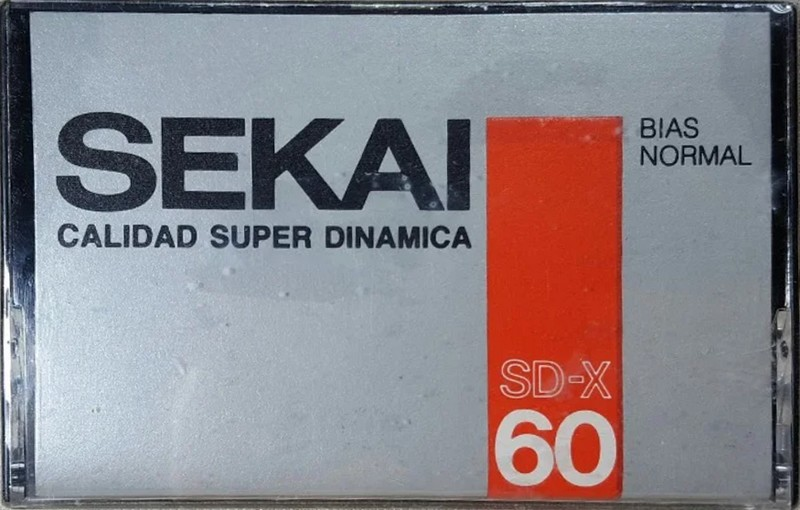 SEKAI
CALIDAD SUPER DINAMICA
BIAS
NORMAL
SD-X
60